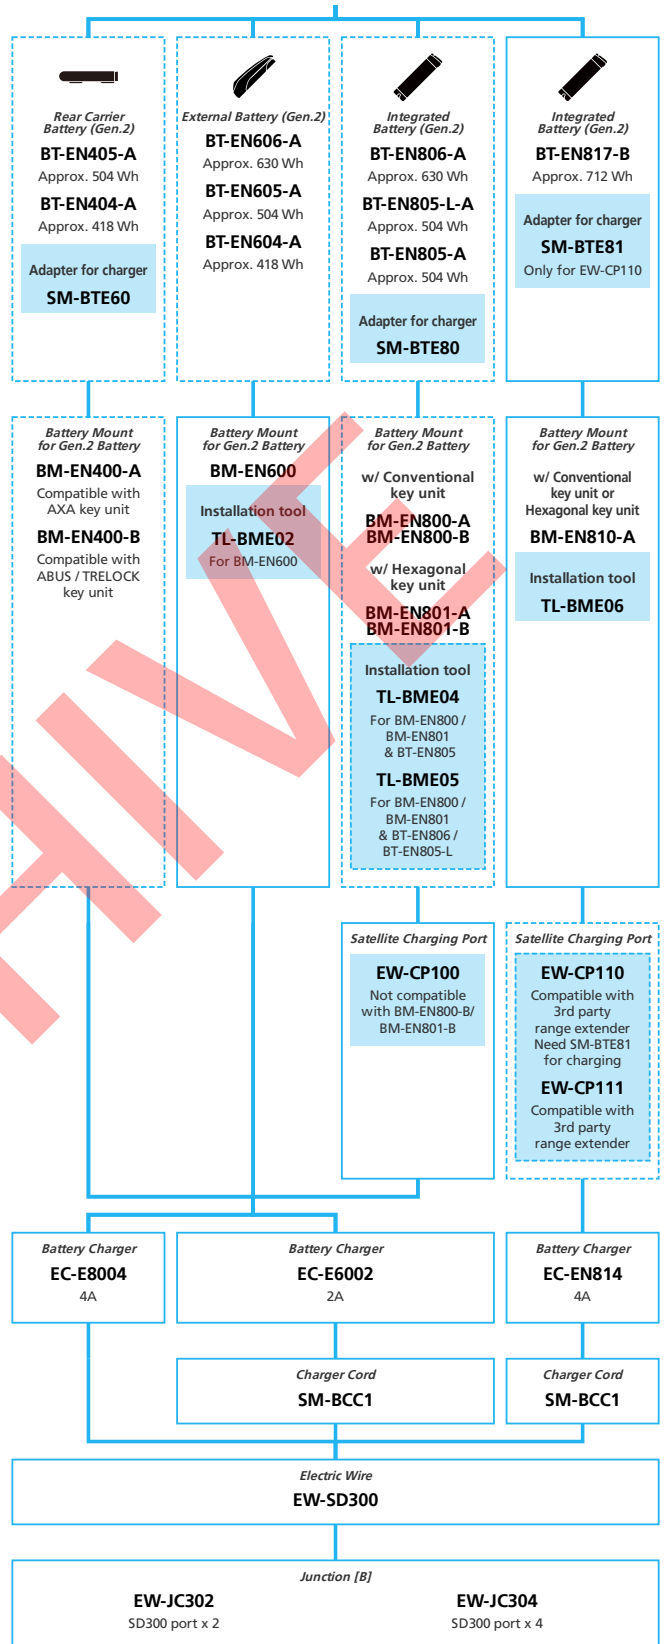 Rear Carrier
Battery (Gen.2)
BT-EN405-A
Approx. 504 Wh
BT-EN404-A
Approx. 418 Wh
Adapter for charger
SM-BTE60
External Battery (Gen.2)
BT-EN606-A
Approx. 630 Wh
BT-EN605-A
Approx. 504 Wh
BT-EN604-A
Approx. 418 Wh
Integrated
Battery (Gen.2)
BT-EN806-A
Approx. 630 Wh
BT-EN805-L-A
Approx. 504 Wh
BT-EN805-A
Approx. 504 Wh
Adapter for charger
SM-BTE80
Integrated
Battery (Gen.2)
BT-EN817-B
Approx. 712 Wh
Adapter for charger
SM-BTE81
Only for EW-CP110
Battery Mount
for Gen.2 Battery
BM-EN400-A
Compatible with
AXA key unit
BM-EN400-B
Compatible with
ABUS / TRELOCK
key unit
Battery Mount
for Gen.2 Battery
BM-EN600
Installation tool
TL-BME02
For BM-EN600
Battery Mount
for Gen.2 Battery
w/ Conventional
key unit
BM-EN800-A
BM-EN800-B
w/ Hexagonal
key unit
BM-EN801-A
BM-EN801-B
Installation tool
TL-BME04
For BM-EN800 /
BM-EN801
& BT-EN805
TL-BME05
For BM-EN800 /
BM-EN801
& BT-EN806 /
BT-EN805-L
Battery Mount
for Gen.2 Battery
w/ Conventional
key unit or
Hexagonal key unit
BM-EN810-A
Installation tool
TL-BME06
Satellite Charging Port
EW-CP100
Not compatible
with BM-EN800-B/
BM-EN801-B
Satellite Charging Port
EW-CP110
Compatible with
3rd party
range extender
Need SM-BTE81
for charging
EW-CP111
Compatible with
3rd party
range extender
Battery Charger
EC-E8004
4A
Battery Charger
EC-E6002
2A
Battery Charger
EC-EN814
4A
Charger Cord
SM-BCC1
Charger Cord
SM-BCC1
Electric Wire
EW-SD300
Junction [B]
EW-JC302
SD300 port x 2
EW-JC304
SD300 port x 4
HIVE